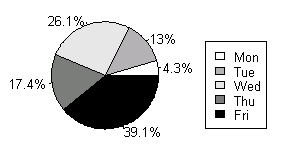 26.1%
13%
4.3%
17.4%
39.1%
Mon
Tue
Wed
Thu
Fri